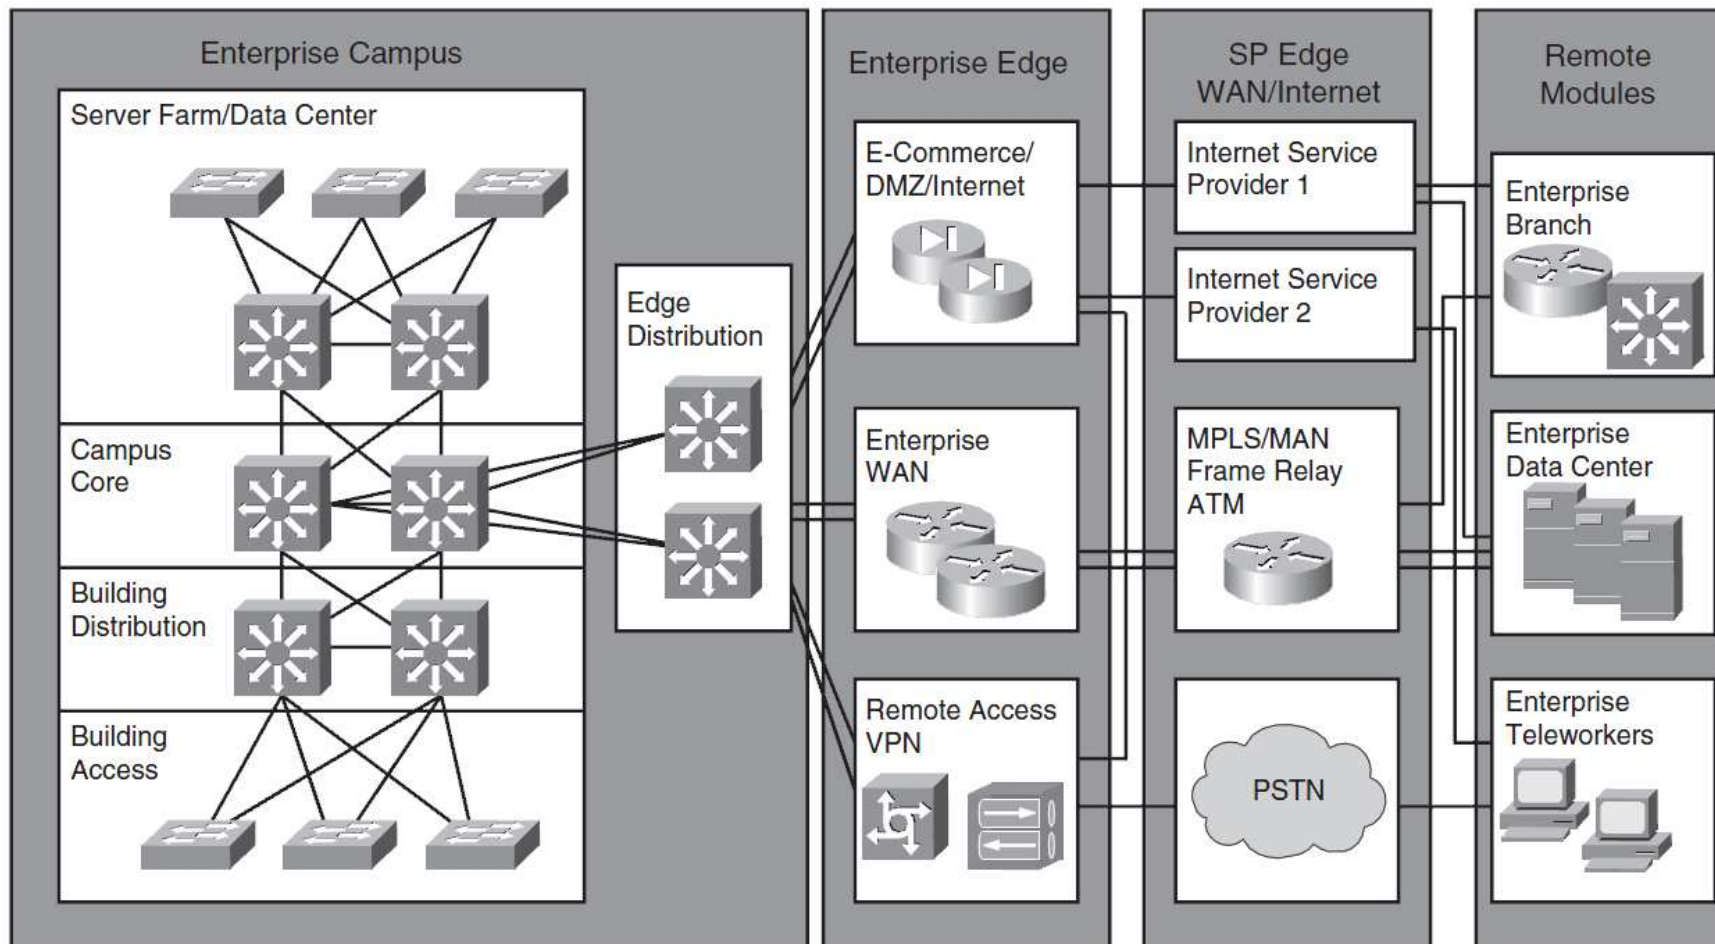 Enterprise Campus
Server Farm/Data Center
Campus
Core
Building
Distribution
Building
Access
Edge
Distribution
Enterprise Edge
E-Commerce/
DMZ/Internet
Enterprise
WAN
Remote Access
VPN
SP Edge
WAN/Internet
Internet Service
Provider 1
Internet Service
Provider 2
MPLS/MAN
Frame Relay
ATM
PSTN
Remote
Modules
Enterprise
Branch
Enterprise
Data Center
Enterprise
Teleworkers